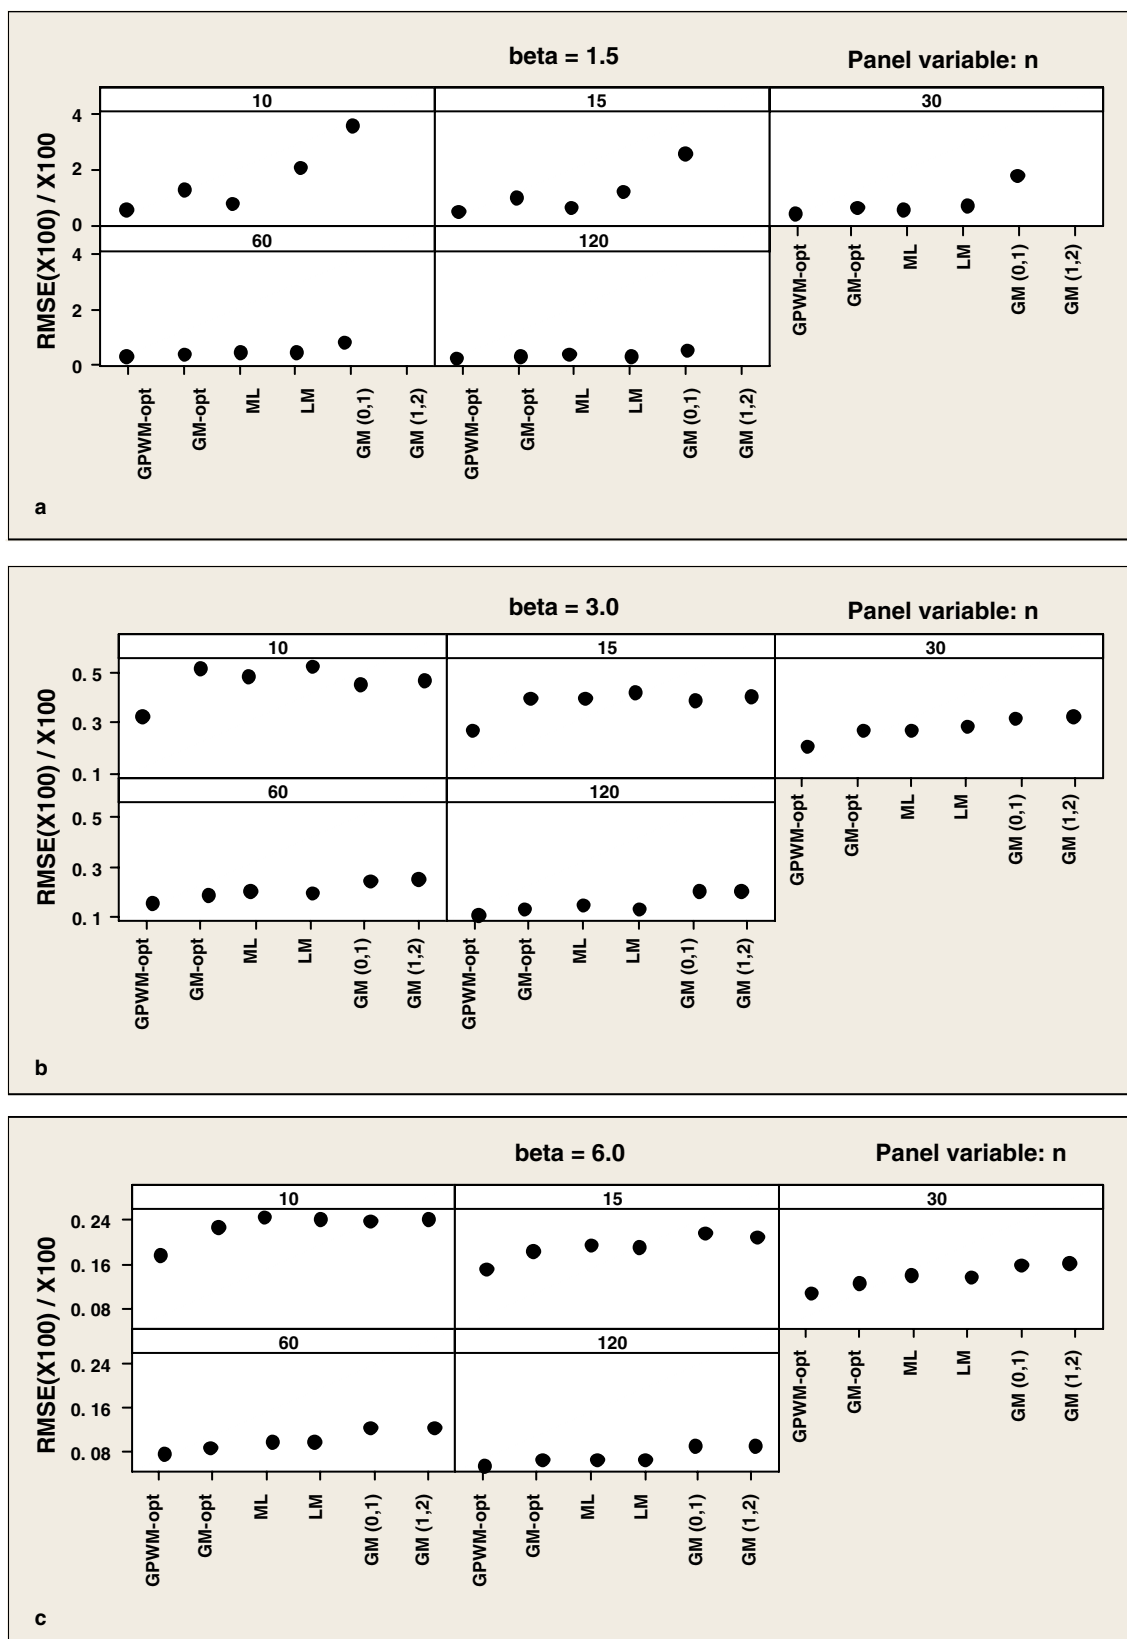 beta = 1.5
Panel variable: n
10
15
30
RMSE(X100) / X100
4
2
0
60
120
4
2
0
GPWM-opt
GM-opt
ML
LM
GM (0,1)
GM (1,2)
GPWM-opt
GM-opt
ML
LM
GM (0,1)
GM (1,2)
GPWM-opt
GM-opt
ML
LM
GM (0,1)
GM (1,2)
a
beta = 3.0
Panel variable: n
10
15
30
RMSE(X100) / X100
0. 5
0. 3
0. 1
60
120
0. 5
0. 3
0. 1
GPWM-opt
GM-opt
ML
LM
GM (0,1)
GM (1,2)
GPWM-opt
GM-opt
ML
LM
GM (0,1)
GM (1,2)
GPWM-opt
GM-opt
ML
LM
GM (0,1)
GM (1,2)
b
beta = 6.0
Panel variable: n
10
15
30
RMSE(X100) / X100
0. 24
0. 16
0. 08
60
120
0. 24
0. 16
0. 08
GPWM-opt
GM-opt
ML
LM
GM (0,1)
GM (1,2)
GPWM-opt
GM-opt
ML
LM
GM (0,1)
GM (1,2)
GPWM-opt
GM-opt
ML
LM
GM (0,1)
GM (1,2)
c